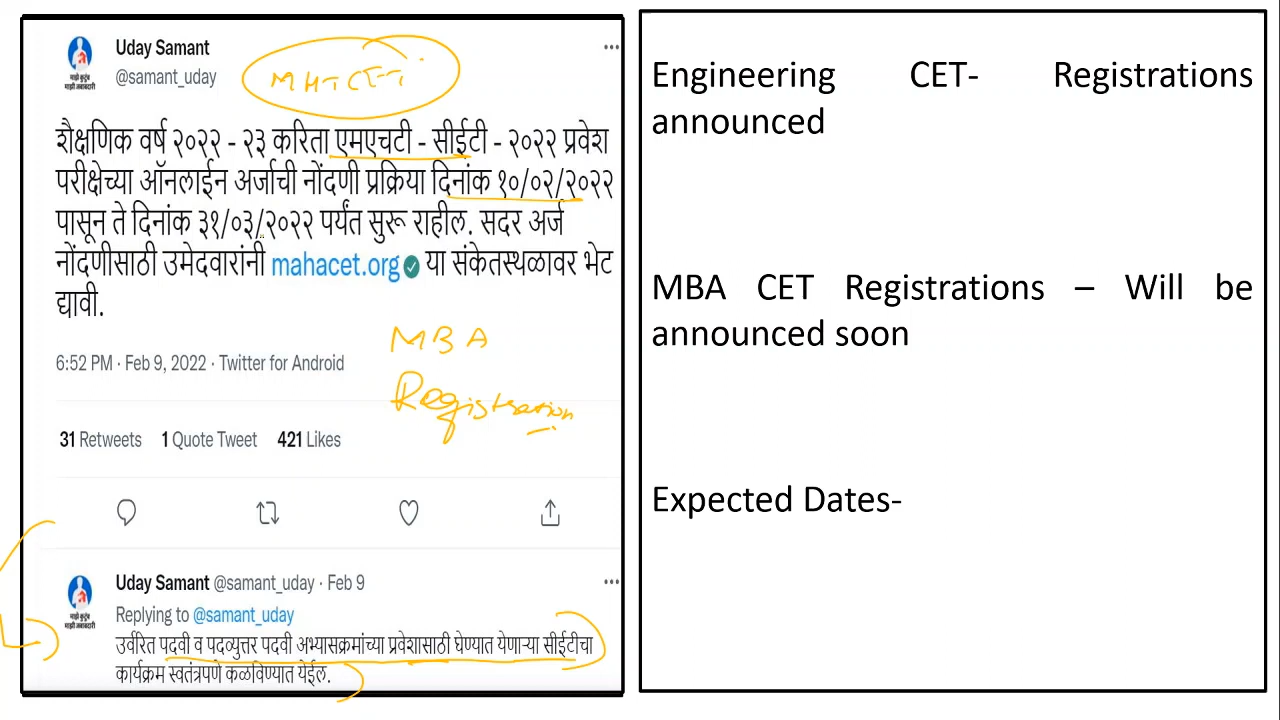 Uday Samant
@samant_uday
MHT CET
शैक्षणिक वर्ष २०२२ - २३ करिता एमएचटी - सीईटी - २०२२ प्रवेश
परीक्षेच्या ऑनलाईन अर्जाची नोंदणी प्रक्रिया दिनांक १०/०२/२०२२
पासून ते दिनांक ३१/०३/२०२२ पर्यंत सुरू राहील. सदर अर्ज
नोंदणीसाठी उमेदवारांनी mahacet.org या संकेतस्थळावर भेट
द्यावी.
MBA
6:52 PM · Feb 9, 2022 · Twitter for Android
Registration
31 Retweets 1 Quote Tweet 421 Likes
Uday Samant @samant_uday · Feb 9
Replying to @samant_uday
उर्वरित पदवी व पदव्युत्तर पदवी अभ्यासक्रमांच्या प्रवेशासाठी घेण्यात येणाऱ्या सीईटीचा
कार्यक्रम स्वतंत्रपणे कळविण्यात येईल.
Engineering CET- Registrations
announced
MBA CET Registrations – Will be
announced soon
Expected Dates-